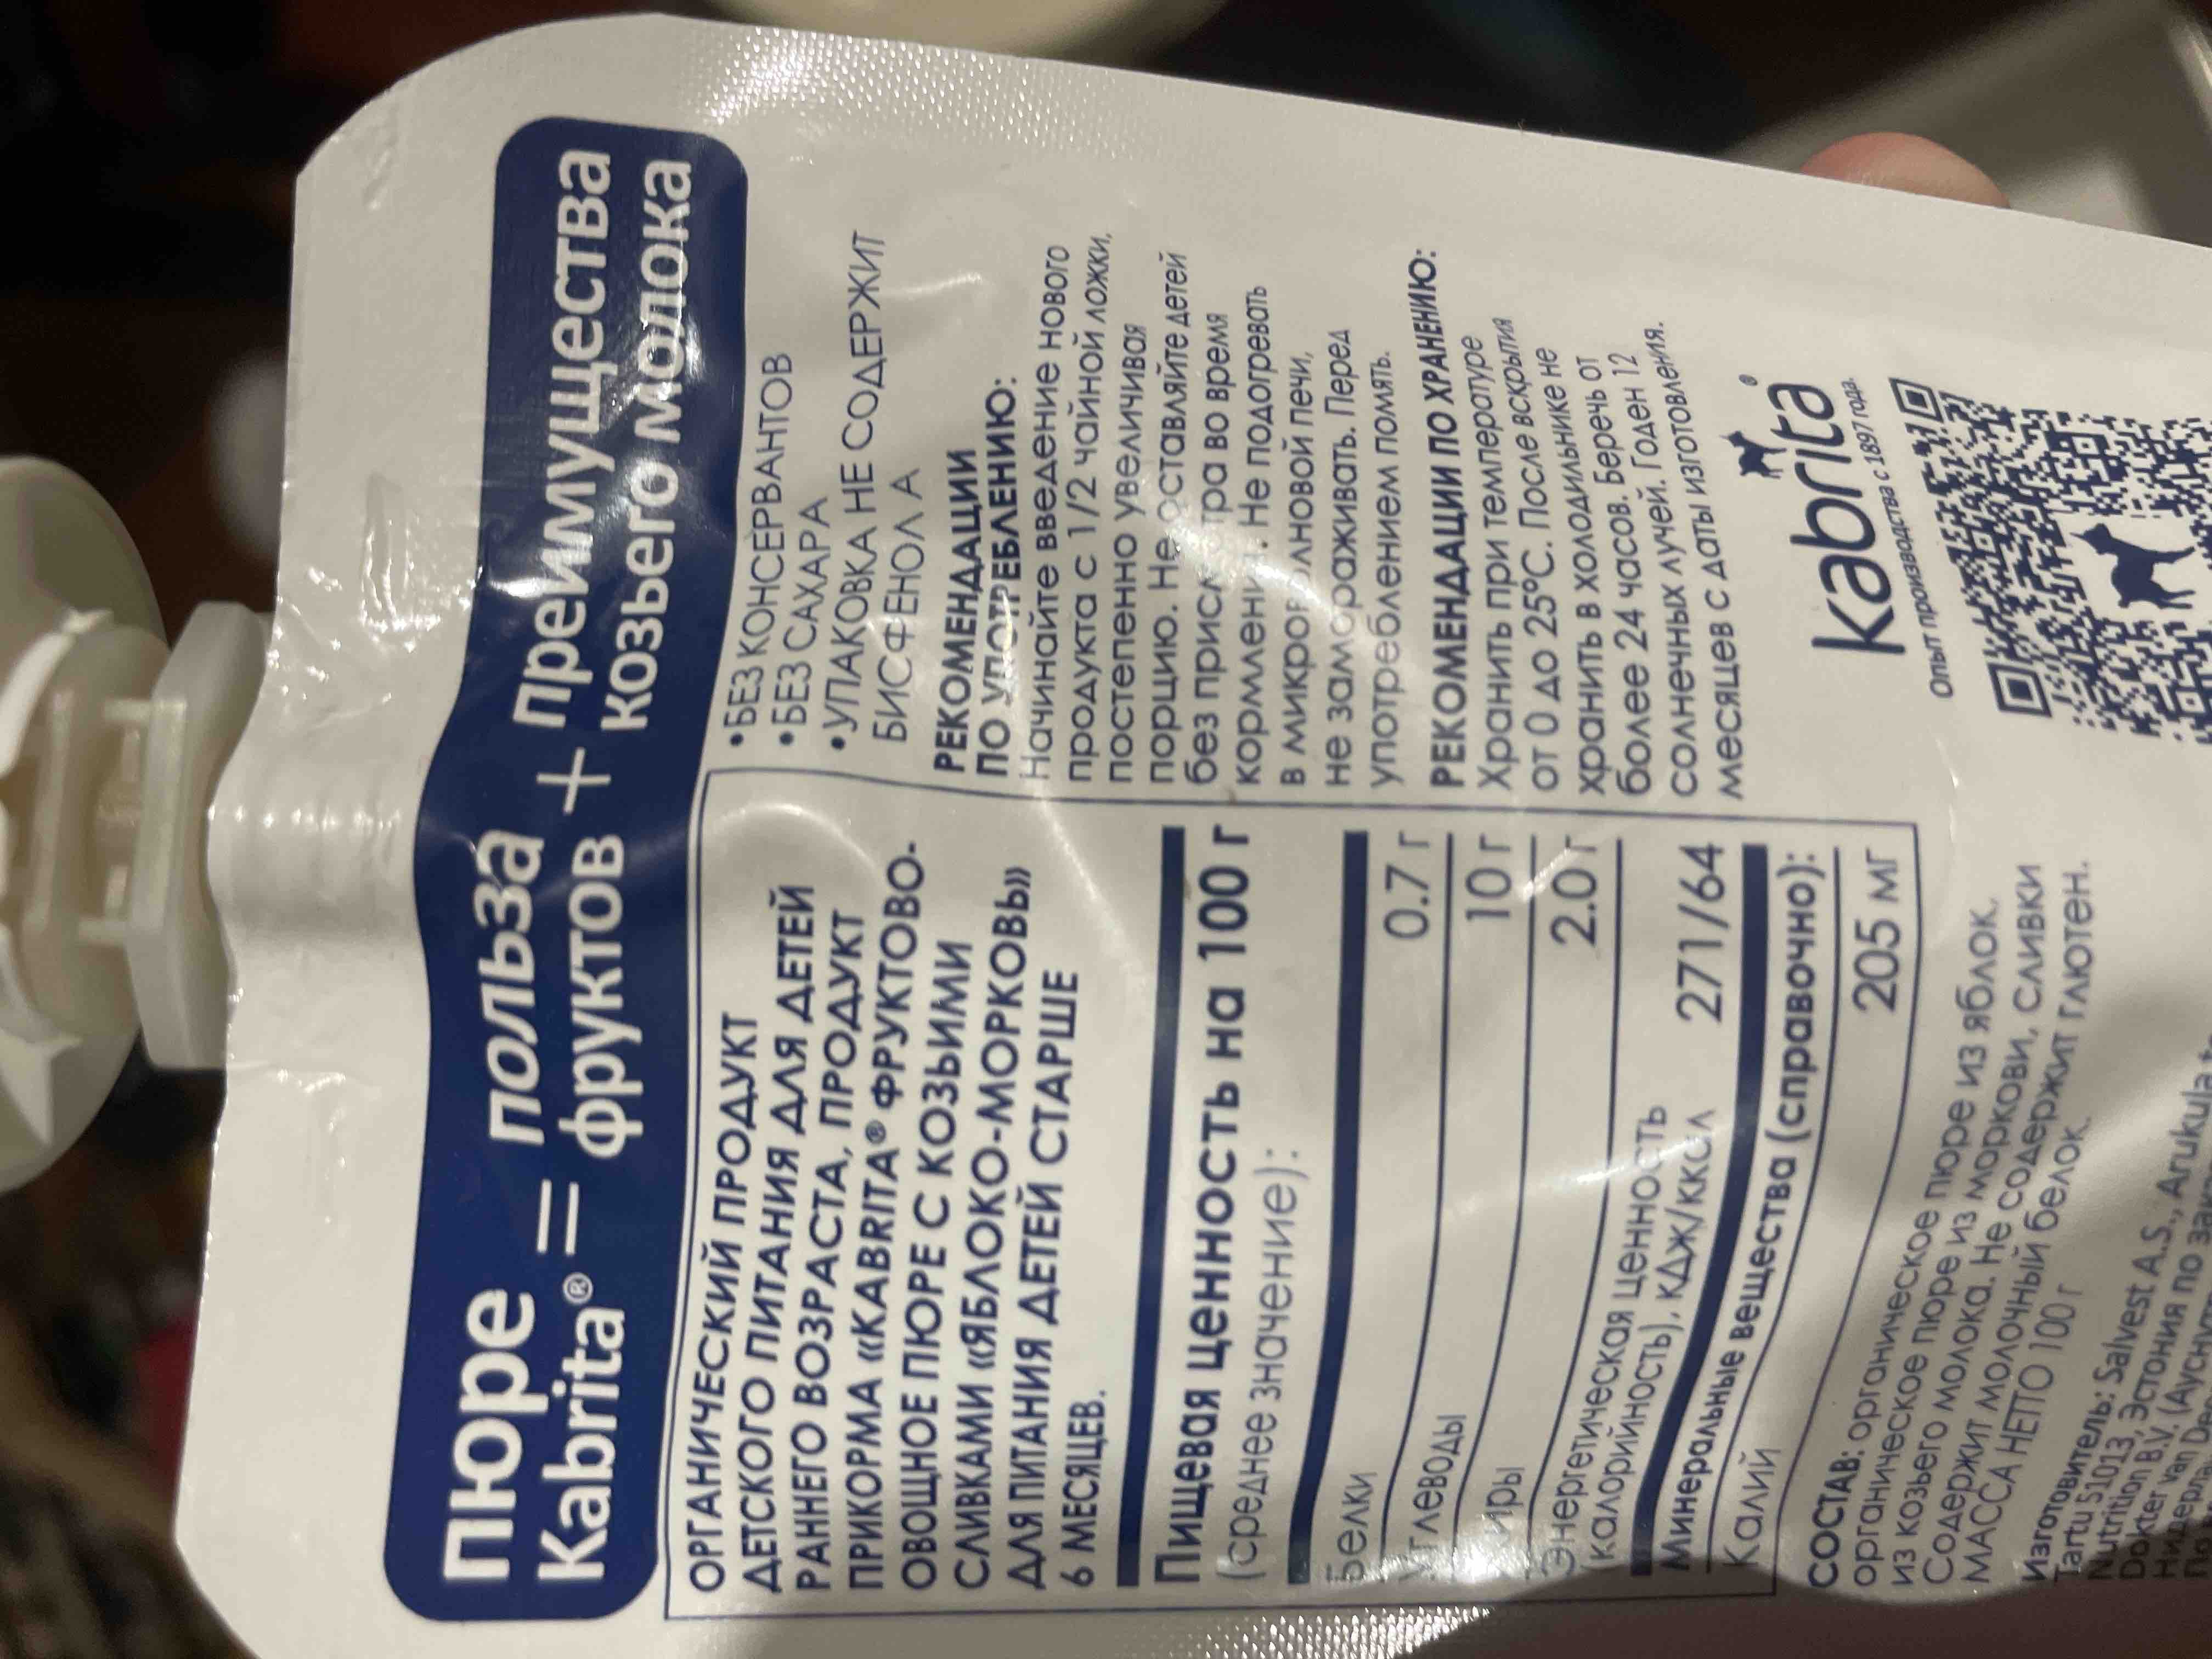 пюре
Kabrita® = польза фруктов + преимущества козьего молока
ОРГАНИЧЕСКИЙ ПРОДУКТ
ДЕТСКОГО ПИТАНИЯ ДЛЯ ДЕТЕЙ
РАННЕГО ВОЗРАСТА, ПРОДУКТ
ПРИКОРМА «KABRITA® ФРУКТОВО-
ОВОЩНОЕ ПЮРЕ С КОЗЬИМИ
СЛИВКАМИ «ЯБЛОКО-МОРКОВЬ»
ДЛЯ ПИТАНИЯ ДЕТЕЙ СТАРШЕ
6 МЕСЯЦЕВ.
Пищевая ценность на 100 г
(среднее значение):
Белки 0.7 г
Углеводы 10 г
Жиры 2.0 г
Энергетическая ценность
(калорийность), кДж/ккал 271/64
Минеральные вещества (справочно):
Калий 205 мг
СОСТАВ: органическое пюре из яблок,
органическое пюре из моркови, сливки
из козьего молока. Не содержит глютен.
Содержит молочный белок.
МАССА НЕТТО 100 г
Изготовитель: Salvest A.S., Aruküla
Tartu 51013, Эстония по
Nutrition B.V. (Аусн
Dokter van
•БЕЗ КОНСЕРВАНТОВ
•БЕЗ САХАРА
•УПАКОВКА НЕ СОДЕРЖИТ
БИСФЕНОЛ А
РЕКОМЕНДАЦИИ
ПО УПОТРЕБЛЕНИЮ:
Начинайте введение нового
продукта с 1/2 чайной ложки,
постепенно увеличивая
порцию. Не оставляйте детей
без присмотра во время
кормления. Не подогревать
в микроволновой печи,
не замораживать. Перед
употреблением помять.
РЕКОМЕНДАЦИИ ПО ХРАНЕНИЮ:
Хранить при температуре
от 0 до 25°С. После вскрытия
хранить в холодильнике не
более 24 часов. Беречь от
солнечных лучей. Годен 12
месяцев с даты изготовления.
kabrita®
Опыт производства с 1897 года.